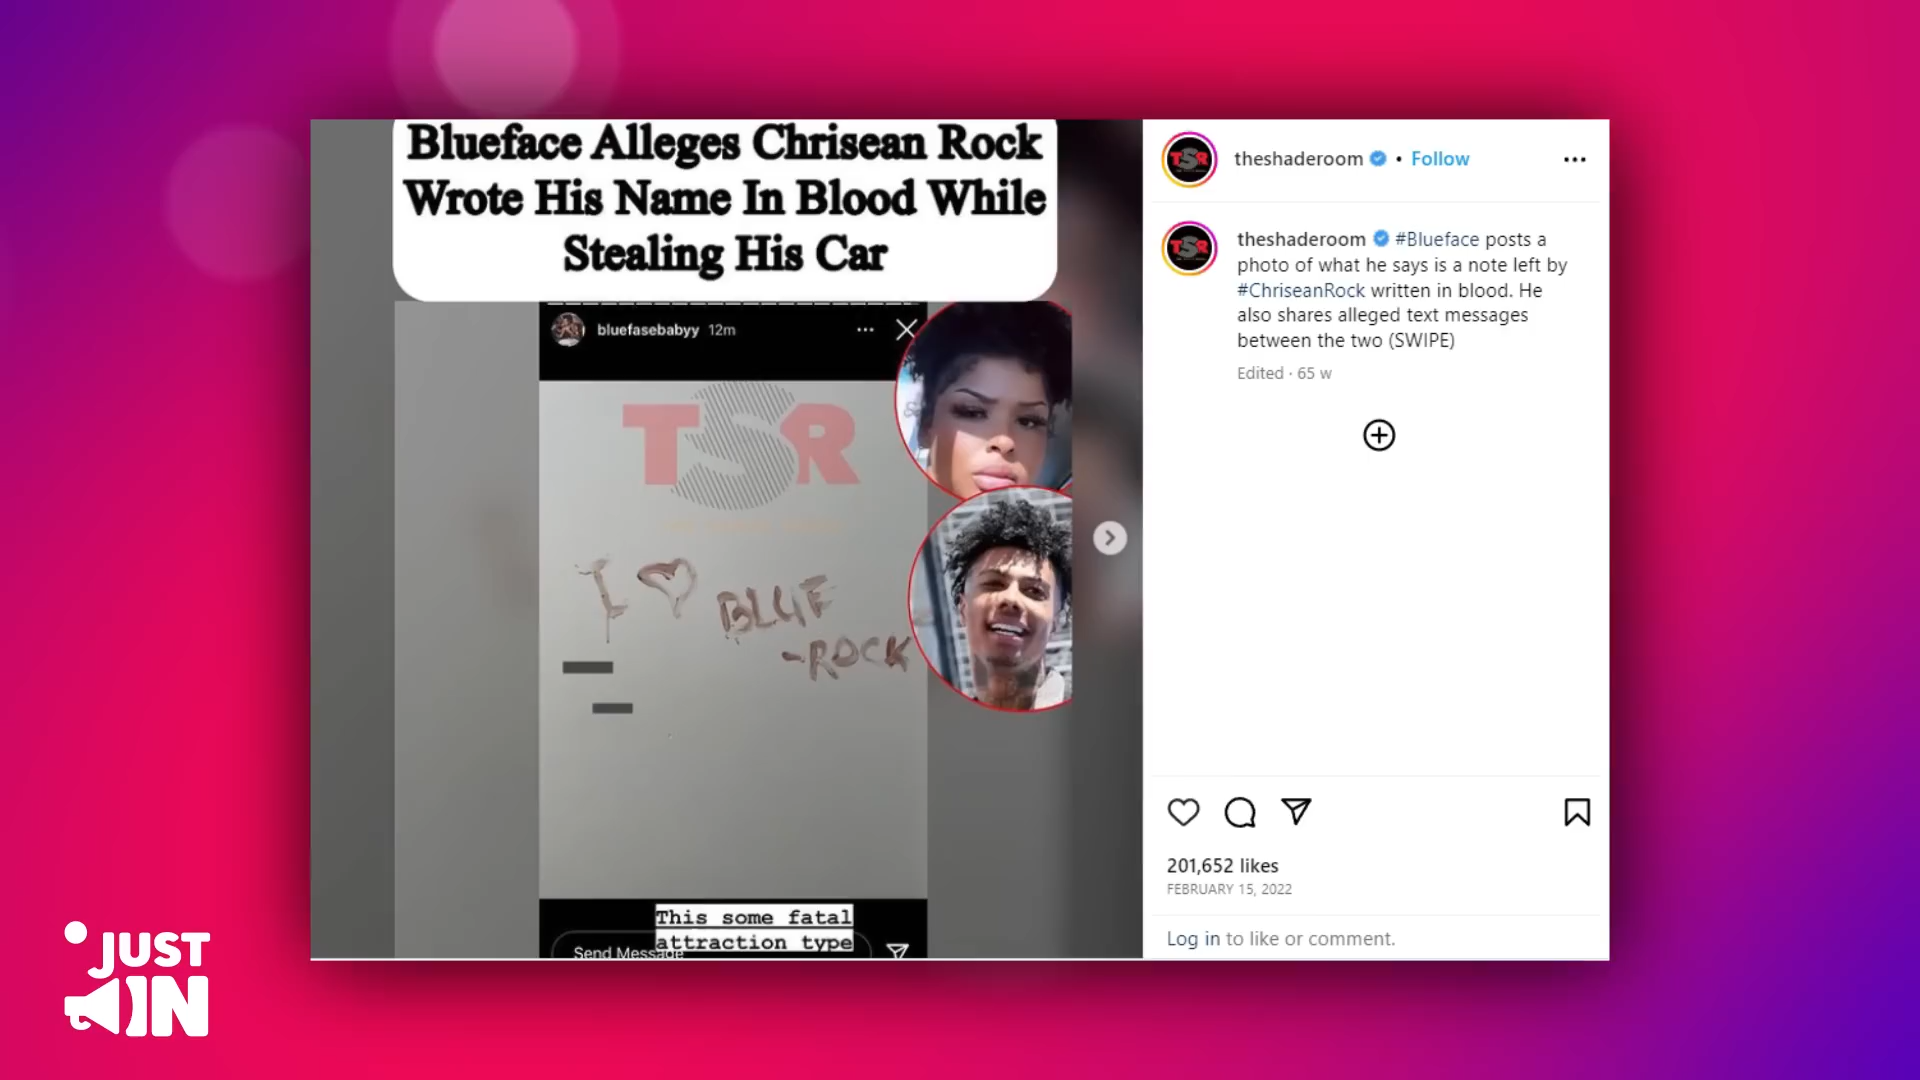 Blueface Alleges Chrisean Rock
Wrote His Name In Blood While
Stealing His Car
bluefasebabyy 12m
TSR
I ♡ BLUE
-ROCK
This some fatal
attraction type
Send Message
TSR
theshaderoom • Follow
TSR
theshaderoom #Blueface posts a
photo of what he says is a note left by
#ChriseanRock written in blood. He
also shares alleged text messages
between the two (SWIPE)
Edited · 65 w
201,652 likes
FEBRUARY 15, 2022
Log in to like or comment.
JUST
IN